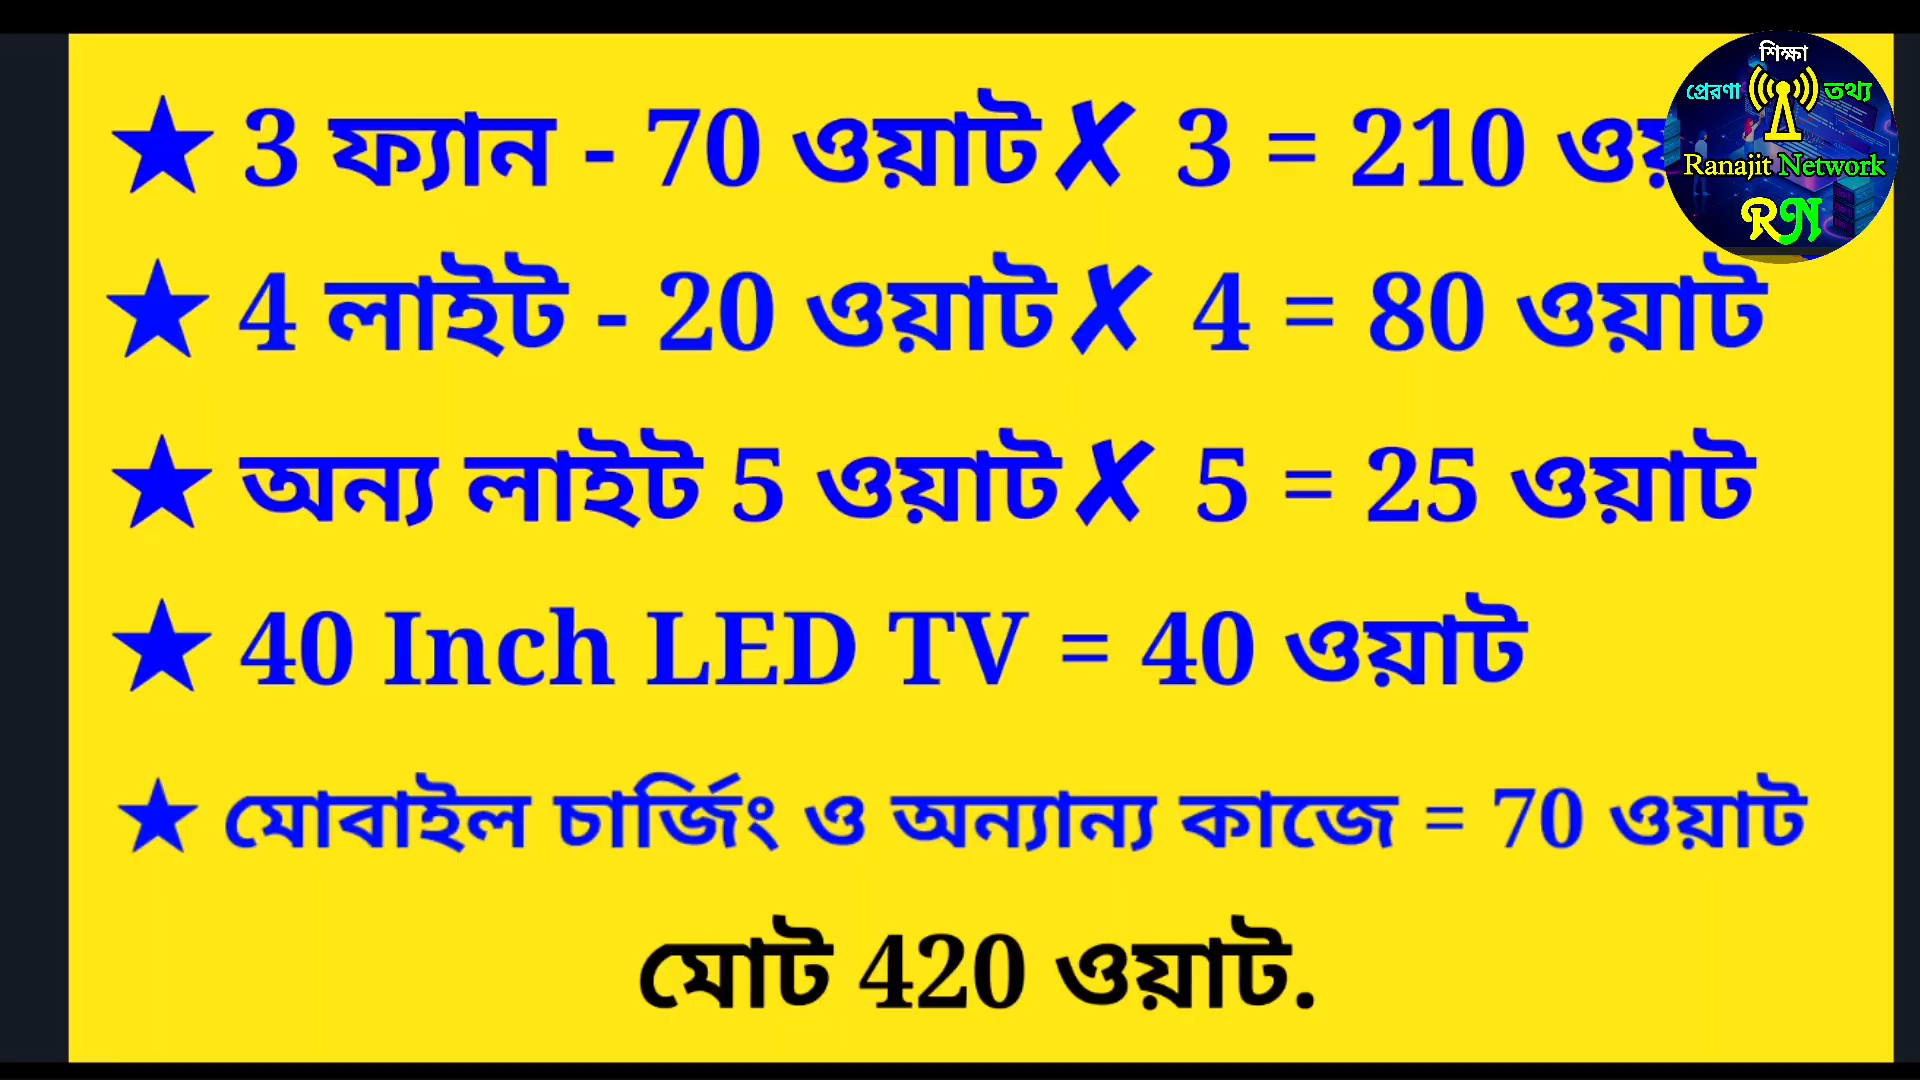 ★ 3 ফ্যান - 70 ওয়াট✘ 3 = 210
★ 4 লাইট - 20 ওয়াট✘ 4 = 80 ওয়াট
★ অন্য লাইট 5 ওয়াট✘ 5 = 25 ওয়াট
★ 40 Inch LED TV = 40 ওয়াট
★ মোবাইল চার্জিং ও অন্যান্য কাজে = 70 ওয়াট
মোট 420 ওয়াট.
শিক্ষা
প্রেরণা তথ্য
Ranajit Network
RN